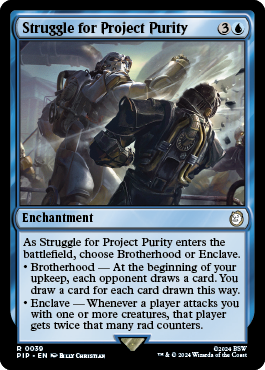 Struggle for Project Purity 3
Enchantment
As Struggle for Project Purity enters the
battlefield, choose Brotherhood or Enclave.
• Brotherhood — At the beginning of your
upkeep, each opponent draws a card. You
draw a card for each card drawn this way.
• Enclave — Whenever a player attacks you
with one or more creatures, that player
gets twice that many rad counters.
R 0039
PIP • EN Billy Christian
©2024 BSW
™ & © 2024 Wizards of the Coast